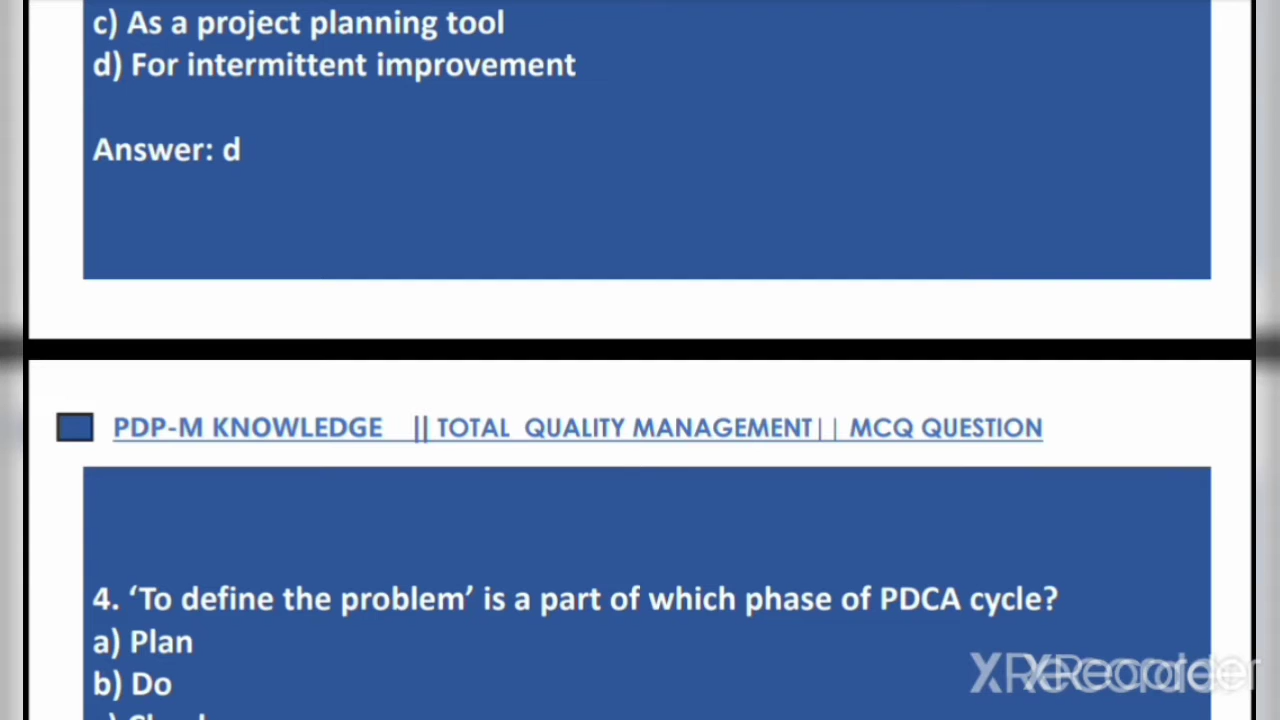 c) As a project planning tool
d) For intermittent improvement
Answer: d
PDP-M KNOWLEDGE || TOTAL QUALITY MANAGEMENT|| MCQ QUESTION
4. ‘To define the problem’ is a part of which phase of PDCA cycle?
a) Plan
b) Do
XRecorder